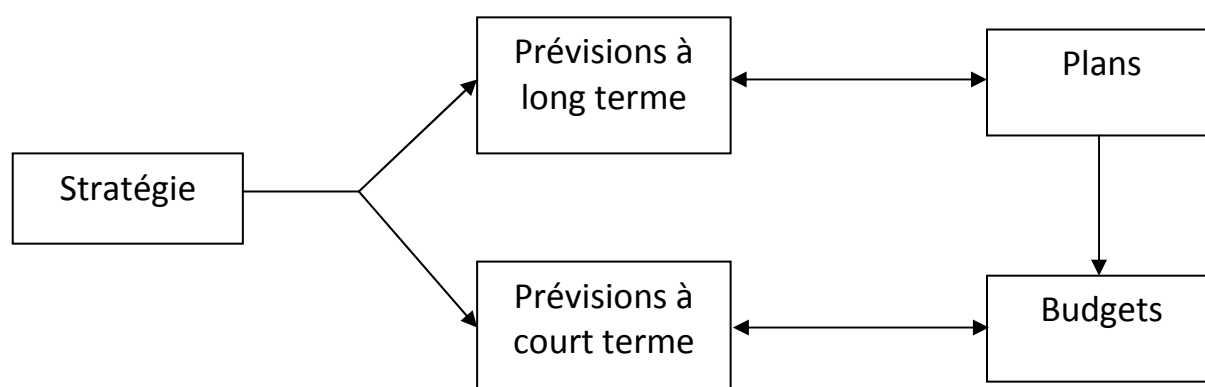 Prévisions à
long terme
Plans
Stratégie
Prévisions à
court terme
Budgets